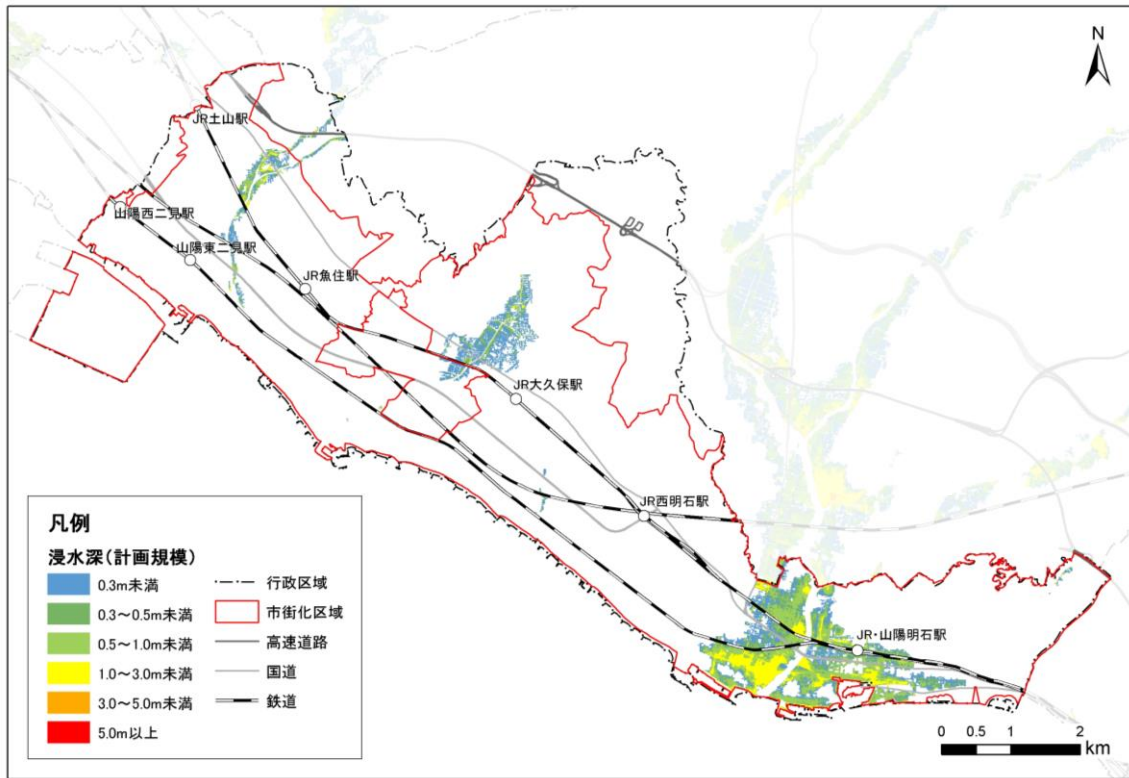 N
JR土山駅
山陽西二見駅
山陽東二見駅
JR魚住駅
JR大久保駅
JR西明石駅
JR・山陽明石駅
凡例
浸水深(計画規模)
0.3m未満
0.3～0.5m未満
0.5～1.0m未満
1.0～3.0m未満
3.0～5.0m未満
5.0m以上
行政区域
市街化区域
高速道路
国道
鉄道
0 0.5 1 2
km